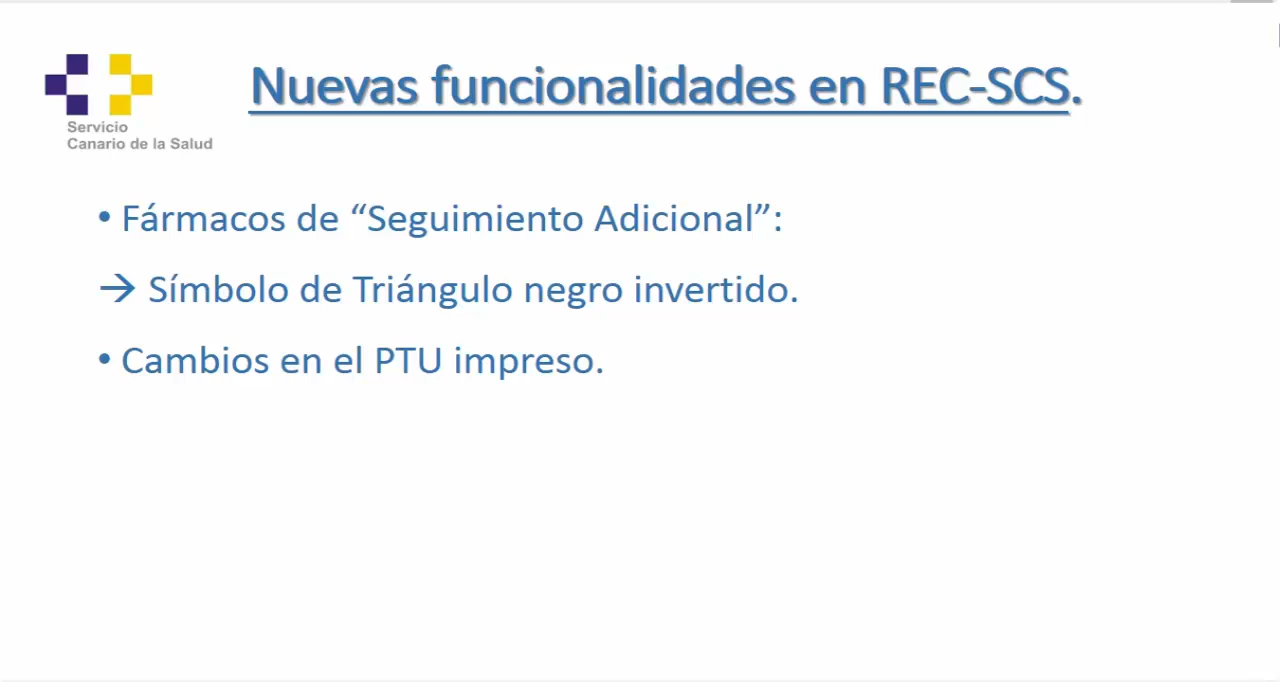 Nuevas funcionalidades en REC-SCS.
Servicio
Canario de la Salud
• Fármacos de “Seguimiento Adicional”:
→ Símbolo de Triángulo negro invertido.
• Cambios en el PTU impreso.